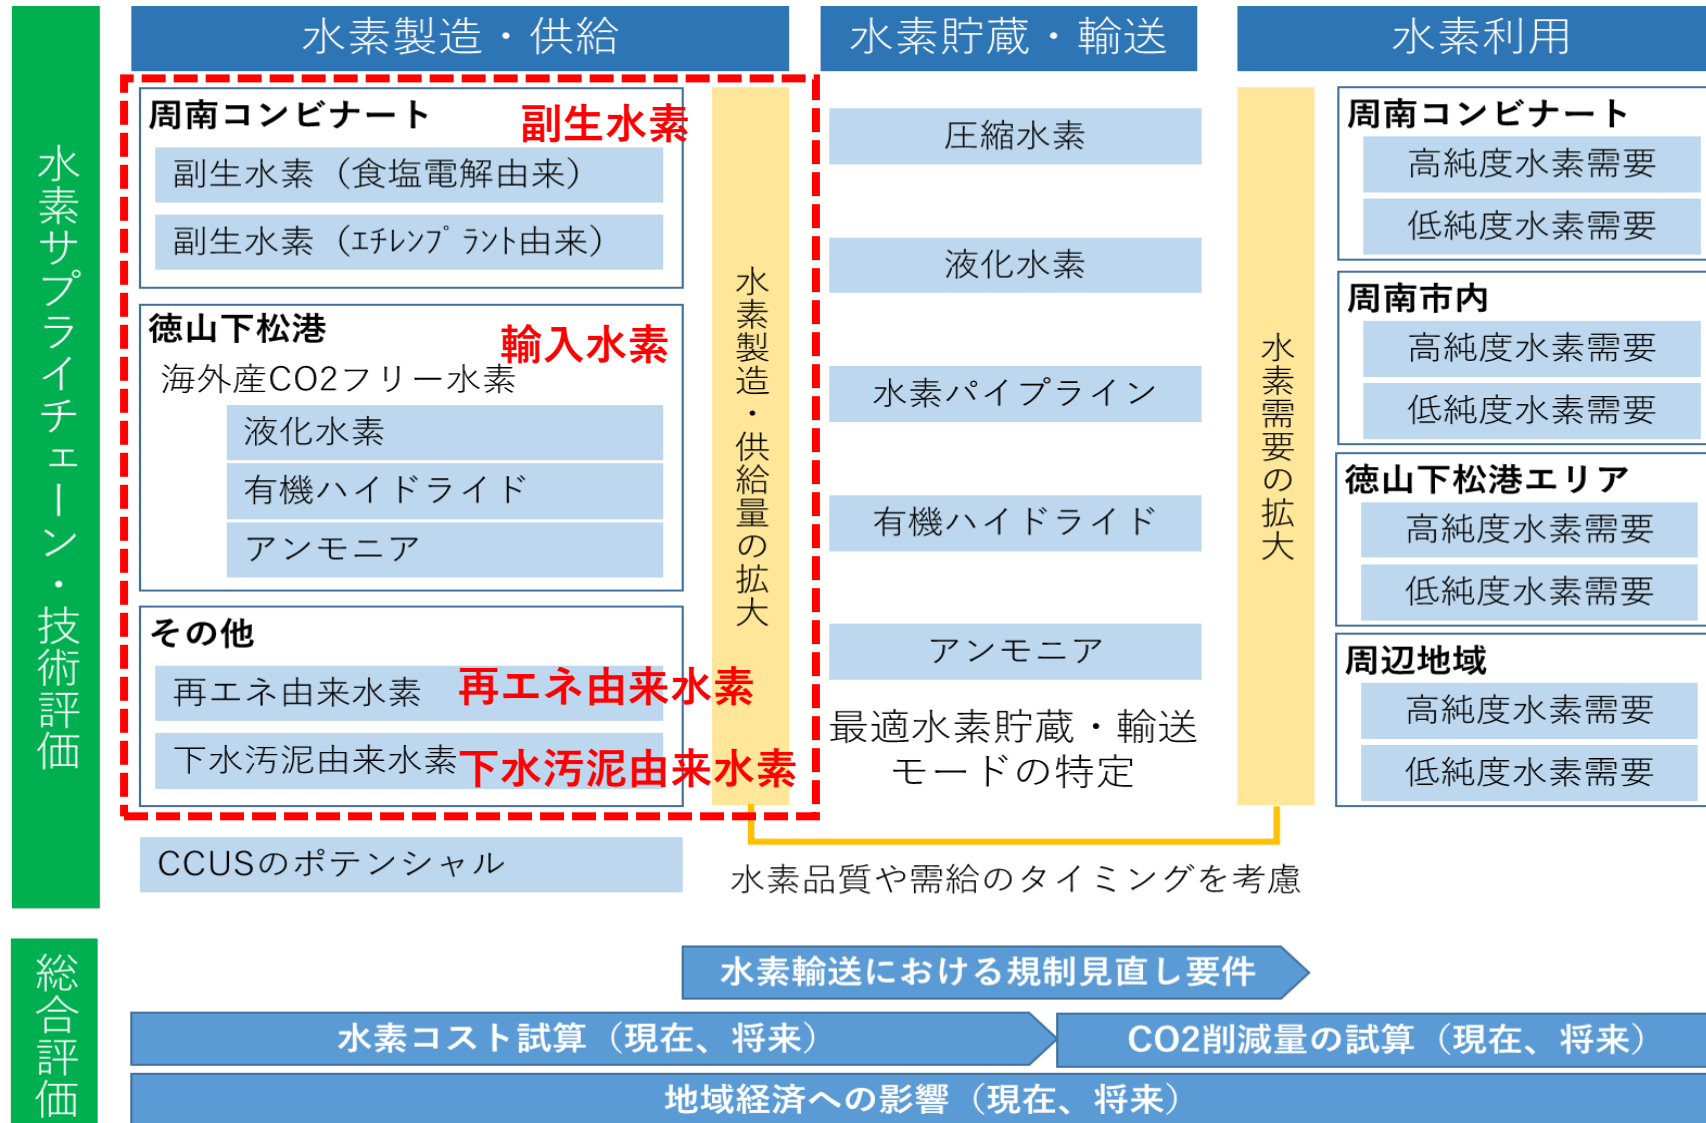 水素サプライチェーン・技術評価
水素製造・供給
周南コンビナート
副生水素
副生水素（食塩電解由来）
副生水素（ｴﾁﾚﾝﾌﾟﾗﾝﾄ由来）
徳山下松港
輸入水素
海外産CO2フリー水素
液化水素
有機ハイドライド
アンモニア
その他
再エネ由来水素
再エネ由来水素
下水汚泥由来水素
下水汚泥由来水素
CCUSのポテンシャル
水素製造・供給量の拡大
水素貯蔵・輸送
圧縮水素
液化水素
水素パイプライン
有機ハイドライド
アンモニア
最適水素貯蔵・輸送
モードの特定
水素需要の拡大
水素品質や需給のタイミングを考慮
水素利用
周南コンビナート
高純度水素需要
低純度水素需要
周南市内
高純度水素需要
低純度水素需要
徳山下松港エリア
高純度水素需要
低純度水素需要
周辺地域
高純度水素需要
低純度水素需要
総合評価
水素輸送における規制見直し要件
水素コスト試算（現在、将来）
CO2削減量の試算（現在、将来）
地域経済への影響（現在、将来）